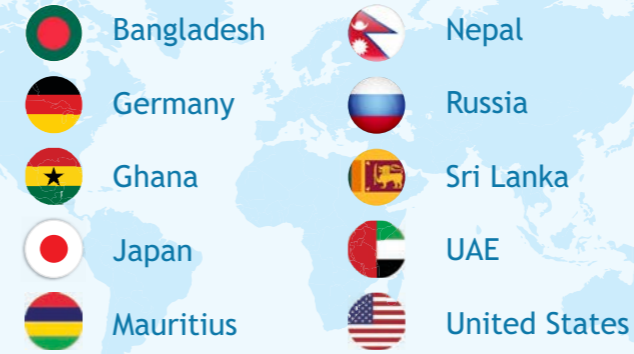 Bangladesh
Germany
Ghana
Japan
Mauritius
Nepal
Russia
Sri Lanka
UAE
United States